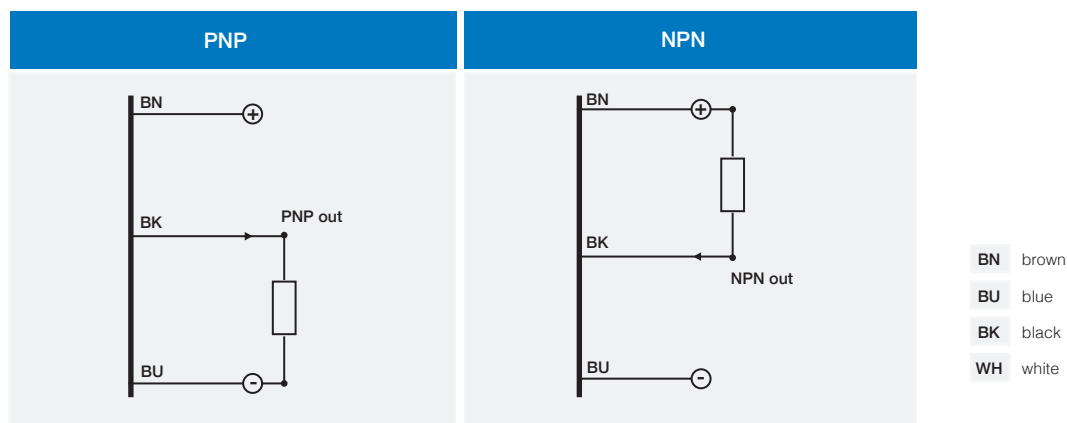 PNP
BN
+
BK
PNP out
BU
-
NPN
BN
+
BK
NPN out
BU
-
BN brown
BU blue
BK black
WH white